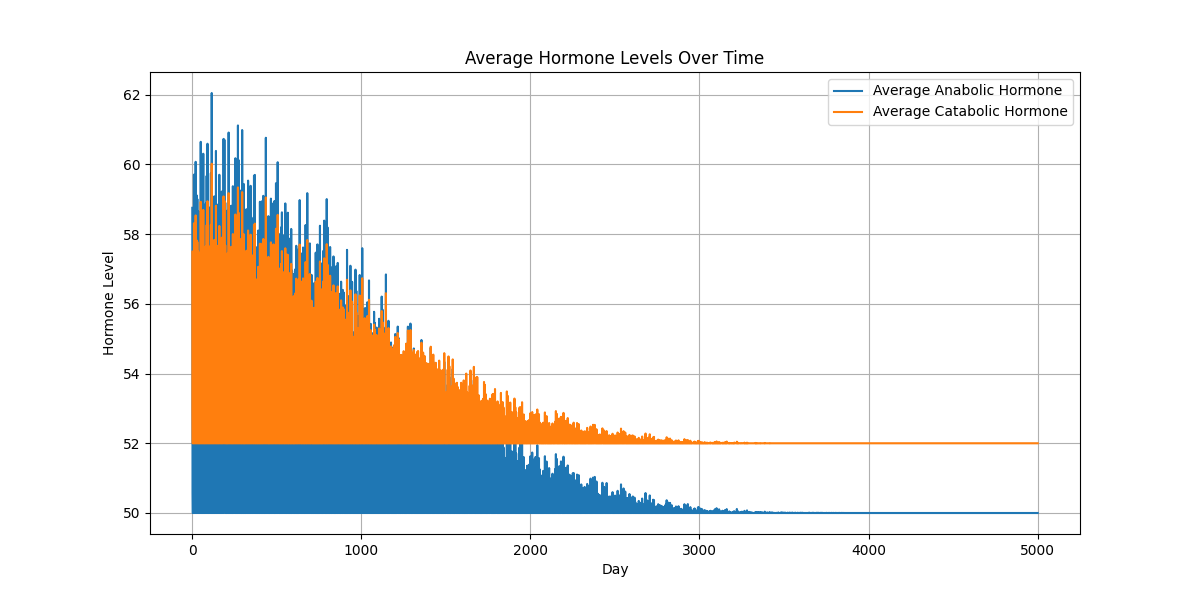 Average Hormone Levels Over Time
Average Anabolic Hormone
Average Catabolic Hormone
Hormone Level
62
60
58
56
54
52
50
0 1000 2000 3000 4000 5000
Day